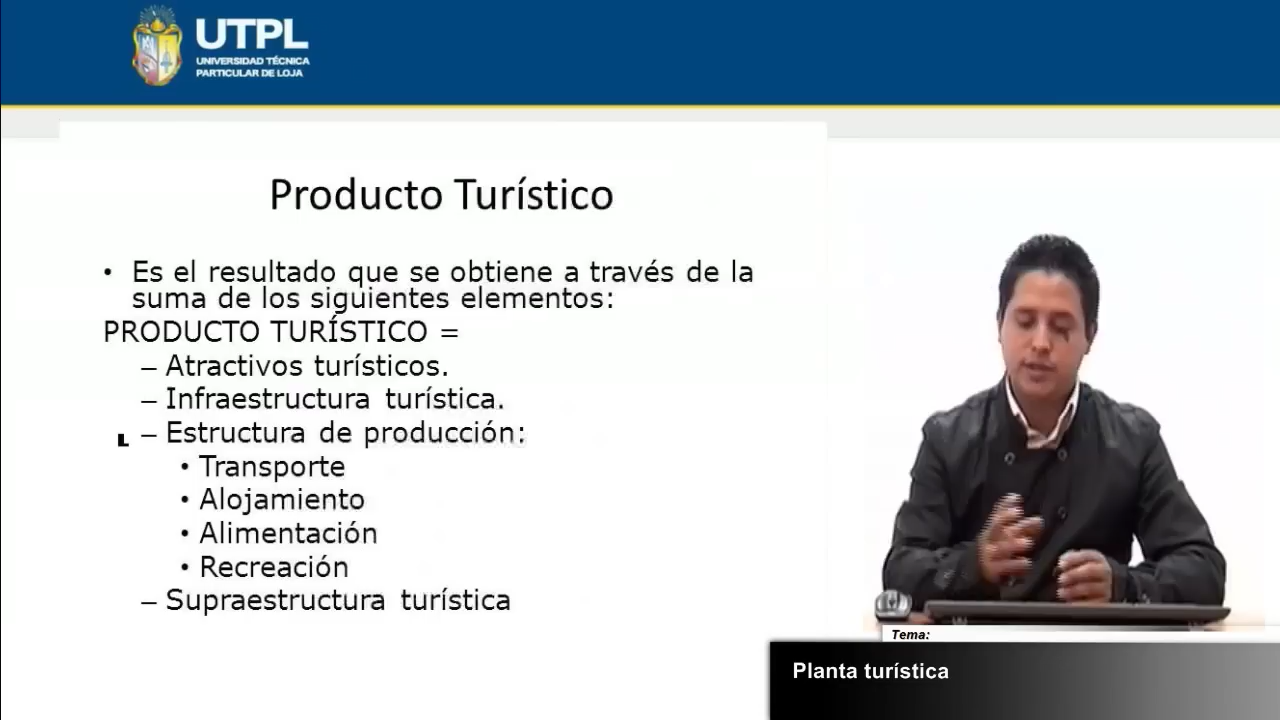 UTPL
UNIVERSIDAD TÉCNICA
PARTICULAR DE LOJA
Producto Turístico
• Es el resultado que se obtiene a través de la
suma de los siguientes elementos:
PRODUCTO TURÍSTICO =
– Atractivos turísticos.
– Infraestructura turística.
– Estructura de producción:
• Transporte
• Alojamiento
• Alimentación
• Recreación
– Supraestructura turística
Tema:
Planta turística